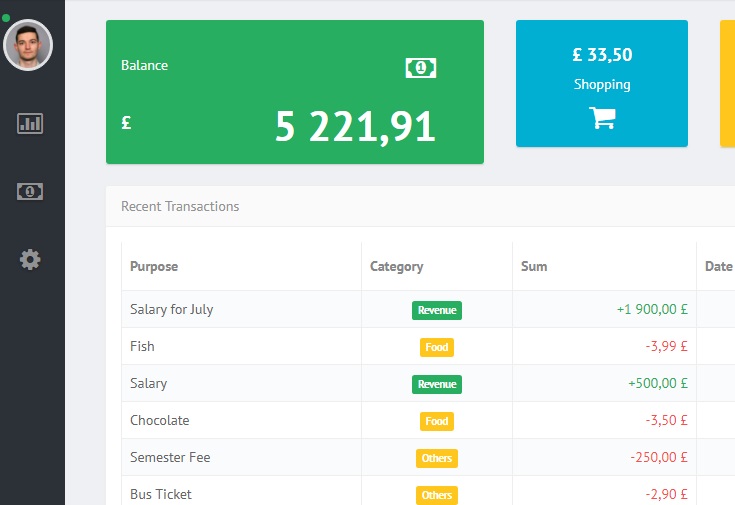 Balance
£ 5 221,91
£ 33,50
Shopping
Recent Transactions
Purpose Category Sum Date
Salary for July Revenue +1 900,00 £
Fish Food -3,99 £
Salary Revenue +500,00 £
Chocolate Food -3,50 £
Semester Fee Others -250,00 £
Bus Ticket Others -2,90 £